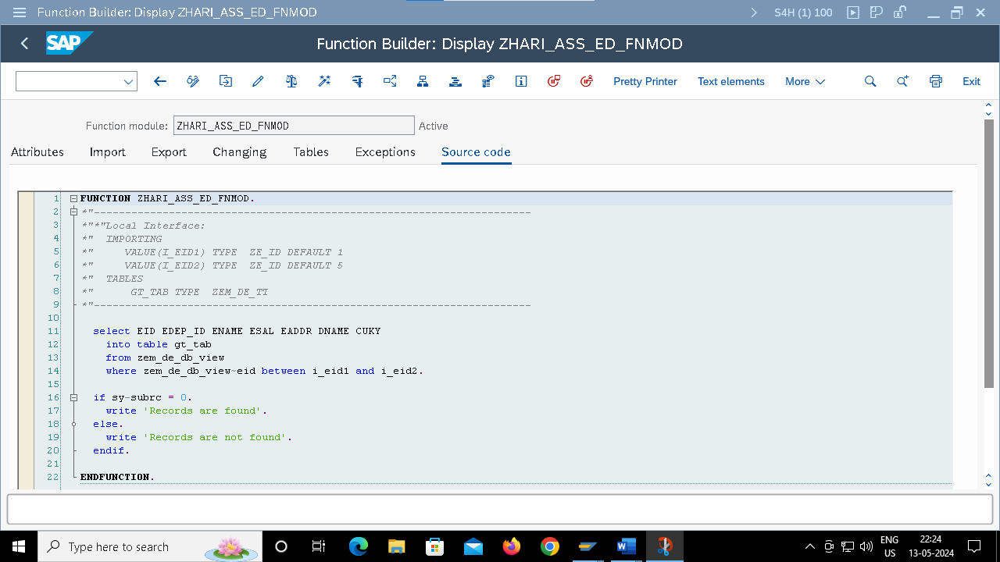 Function Builder: Display ZHARI_ASS_ED_FNMOD
S4H (1) 100
SAP
Function Builder: Display ZHARI_ASS_ED_FNMOD
Pretty Printer Text elements More Exit
Function module: ZHARI_ASS_ED_FNMOD Active
Attributes Import Export Changing Tables Exceptions Source code
1 FUNCTION ZHARI_ASS_ED_FNMOD.
2 *"----------------------------------------------------------------------
3 *"*"Local Interface:
4 *" IMPORTING
5 *" VALUE(I_EID1) TYPE ZE_ID DEFAULT 1
6 *" VALUE(I_EID2) TYPE ZE_ID DEFAULT 5
7 *" TABLES
8 *" GT_TAB TYPE ZEM_DE_TT
9 *"----------------------------------------------------------------------
10
11 select EID EDEP_ID ENAME ESAL EADDR DNAME CUKY
12 into table gt_tab
13 from zem_de_db_view
14 where zem_de_db_view~eid between i_eid1 and i_eid2.
15
16 if sy-subrc = 0.
17 write 'Records are found'.
18 else.
19 write 'Records are not found'.
20 endif.
21
22 ENDFUNCTION.
Type here to search
ENG
US
22:24
13-05-2024